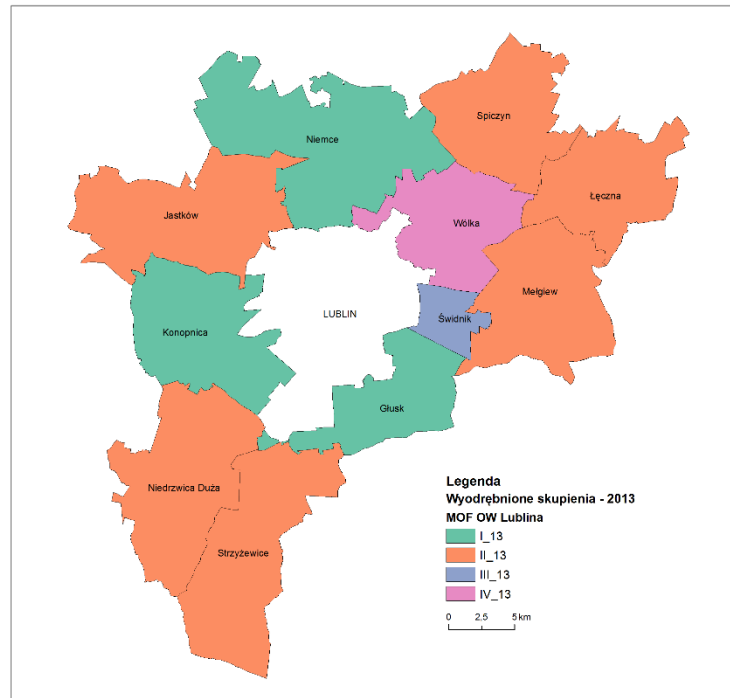 Spiczyn
Niemce
Łęczna
Jastków
Wólka
Mełgiew
LUBLIN
Świdnik
Konopnica
Głusk
Niedrzwica Duża
Strzyżewice
Legenda
Wyodrębnione skupienia - 2013
MOF OW Lublina
I_13
II_13
III_13
IV_13
0 2.5 5 km